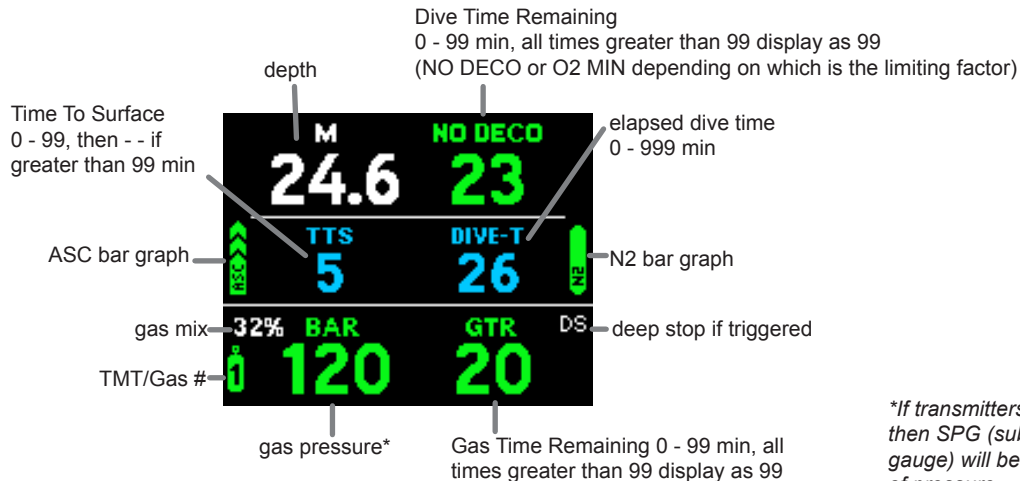 Dive Time Remaining
0 - 99 min, all times greater than 99 display as 99
(NO DECO or O2 MIN depending on which is the limiting factor)
depth
Time To Surface
0 - 99, then - - if
greater than 99 min
elapsed dive time
0 - 999 min
M
NO DECO
24.6
23
ASC bar graph
ASC
TTS
DIVE-T
5
26
N2
N2 bar graph
gas mix
32%
BAR
GTR
DS
deep stop if triggered
TMT/Gas #
1
120
20
gas pressure*
Gas Time Remaining 0 - 99 min, all
times greater than 99 display as 99
*If transmitters
then SPG (sub
gauge) will be
of pressure